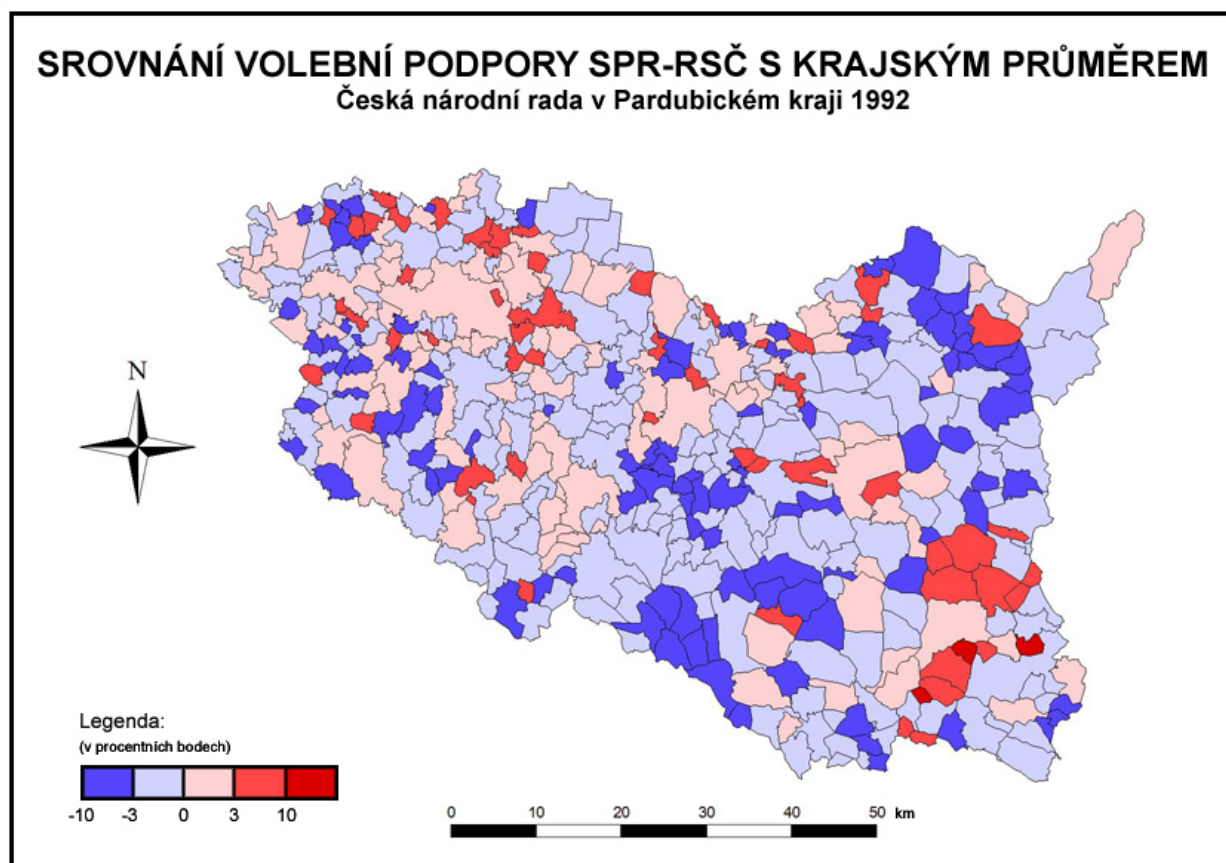 SROVNÁNÍ VOLEBNÍ PODPORY SPR-RSČ S KRAJSKÝM PRŮMĚREM
Česká národní rada v Pardubickém kraji 1992
N
Legenda:
(v procentních bodech)
-10 -3 0 3 10
0 10 20 30 40 50 km